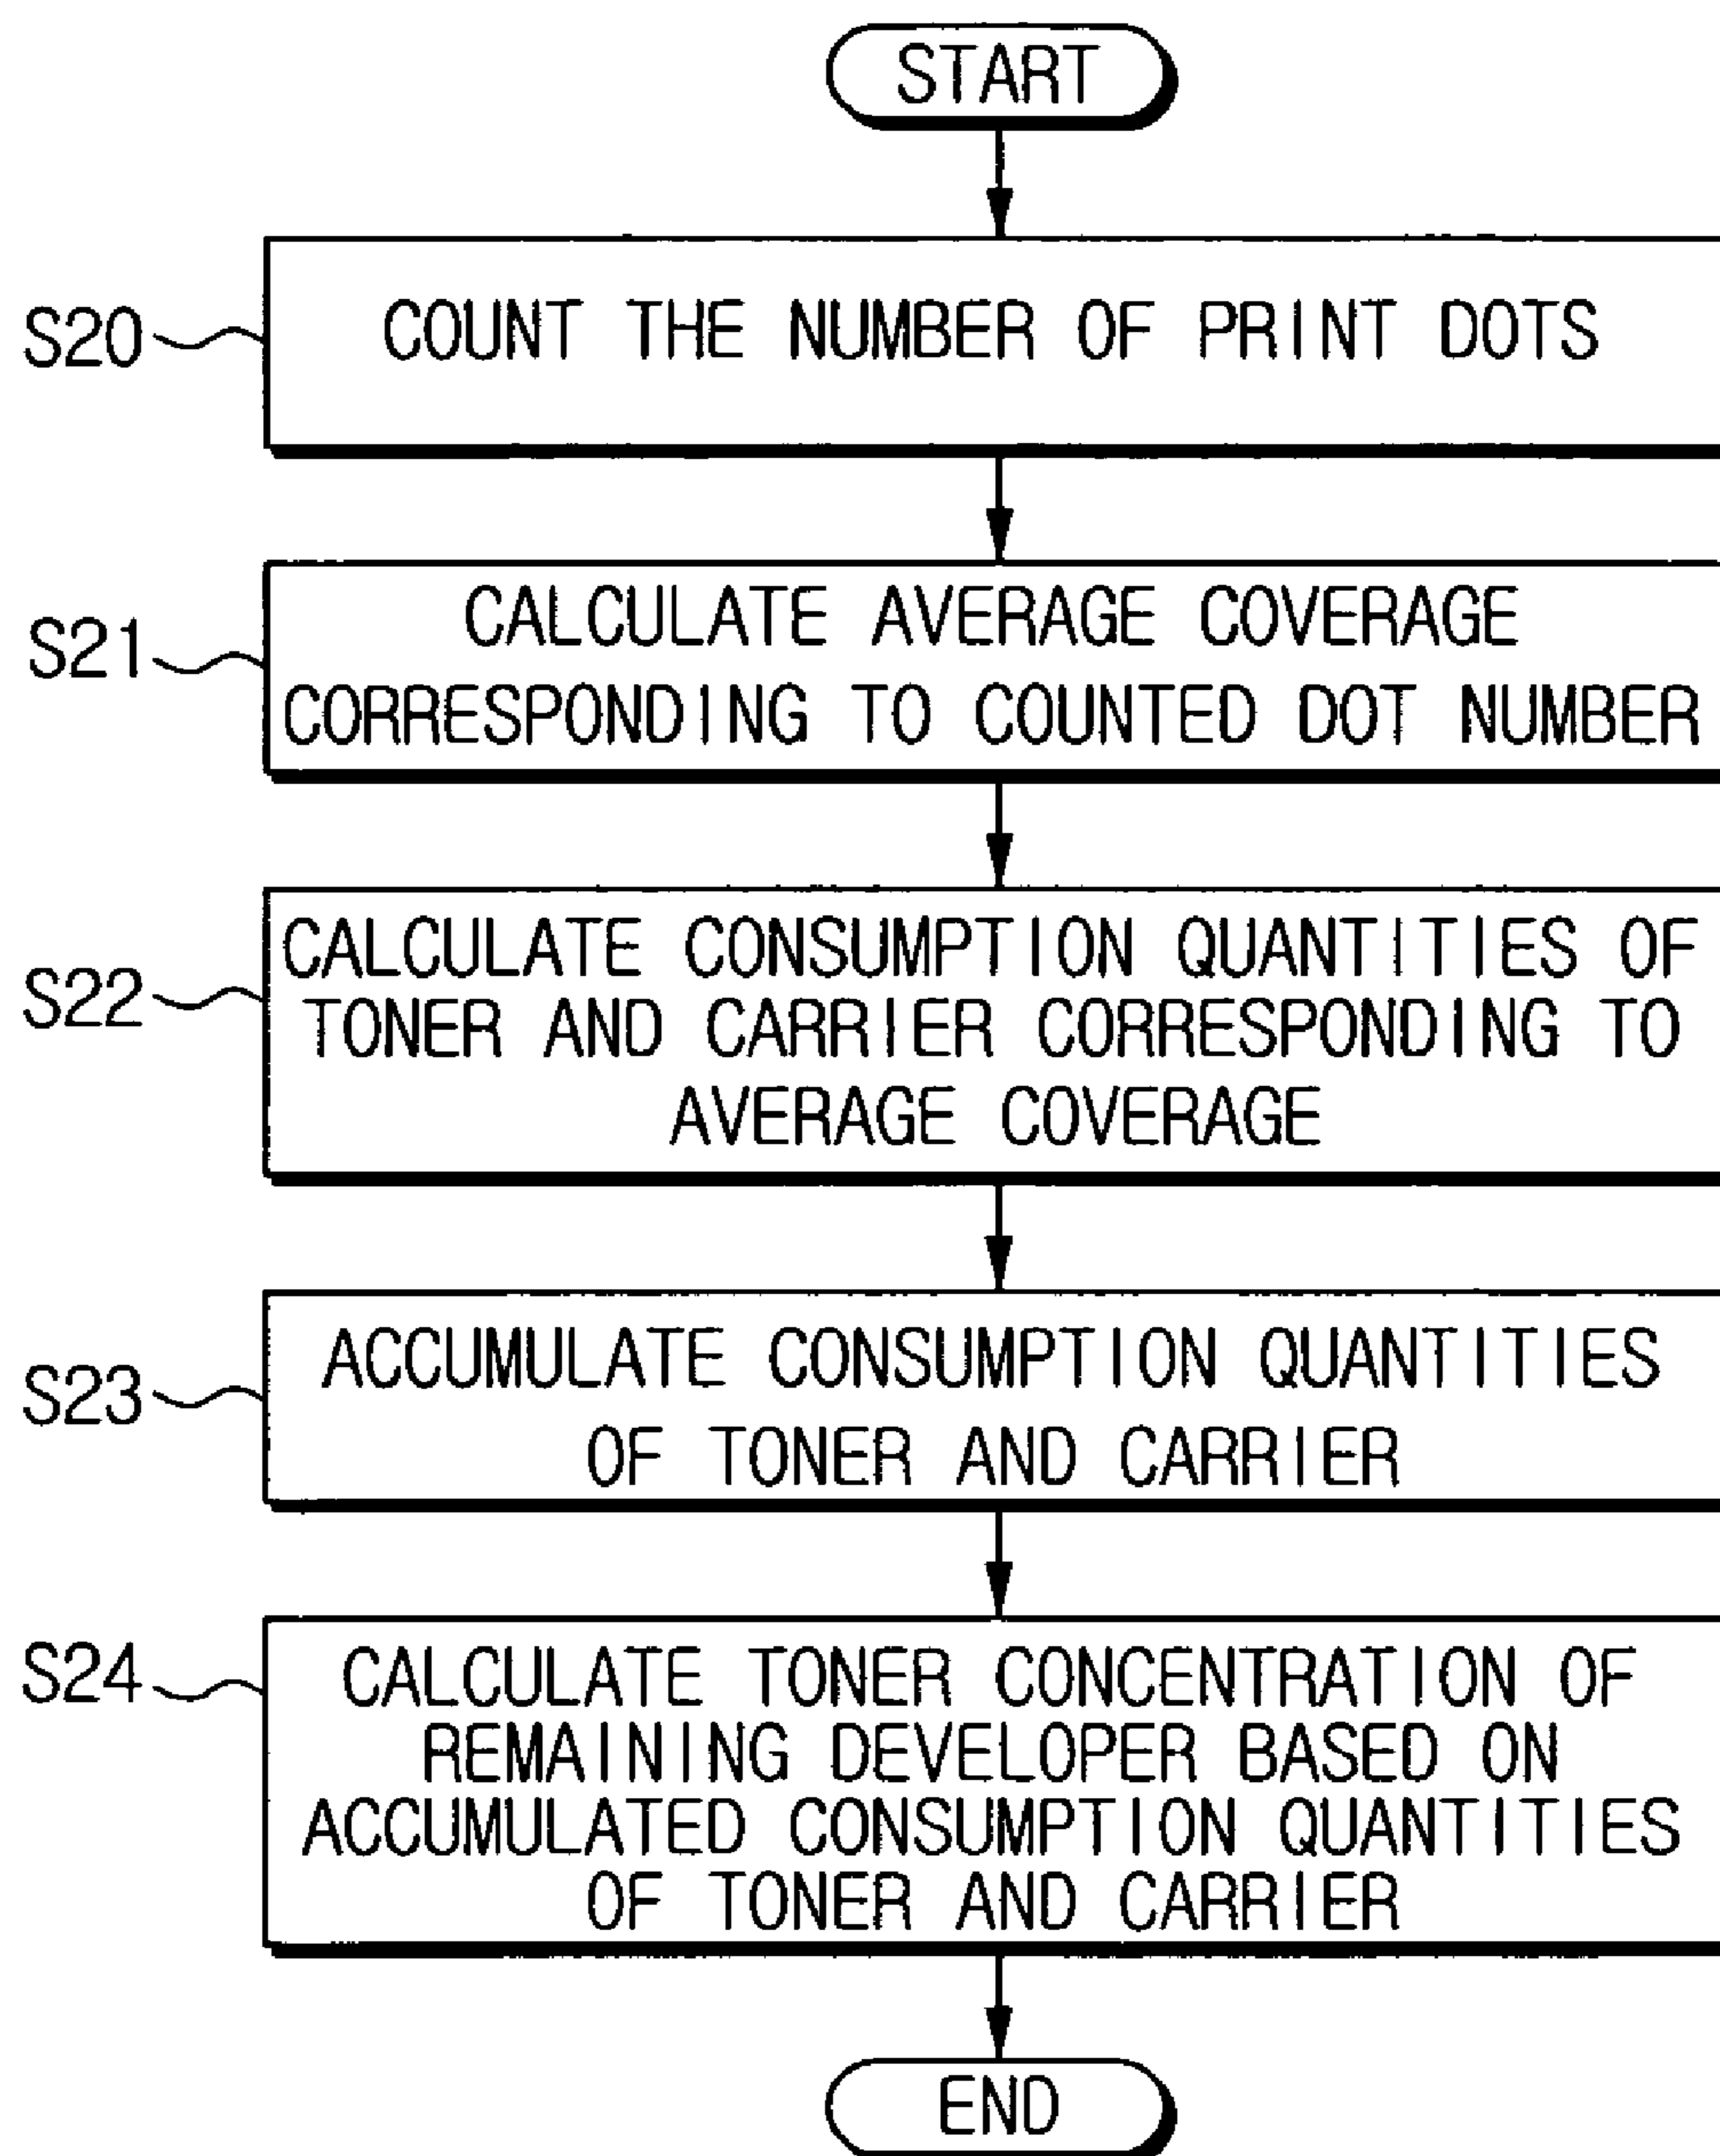 START
S20
COUNT THE NUMBER OF PRINT DOTS
S21
CALCULATE AVERAGE COVERAGE
CORRESPONDING TO COUNTED DOT NUMBER
S22
CALCULATE CONSUMPTION QUANTITIES OF
TONER AND CARRIER CORRESPONDING TO
AVERAGE COVERAGE
S23
ACCUMULATE CONSUMPTION QUANTITIES
OF TONER AND CARRIER
S24
CALCULATE TONER CONCENTRATION OF
REMAINING DEVELOPER BASED ON
ACCUMULATED CONSUMPTION QUANTITIES
OF TONER AND CARRIER
END